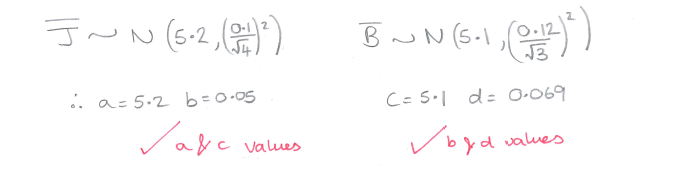 J̅ ~ N (5.2, (0.1/√4)²) B̅ ~ N (5.1, (0.12/√3)²)
∴ a = 5.2 b = 0.05 c = 5.1 d = 0.069
✓ a & c values ✓ b & d values